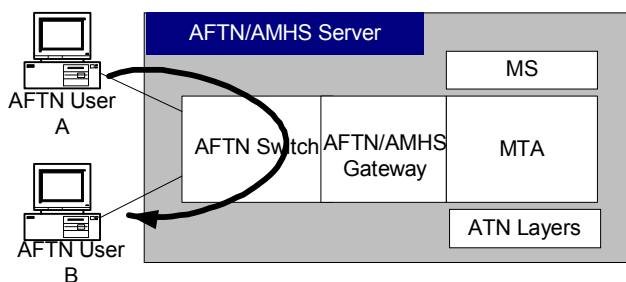 AFTN/AMHS Server
AFTN User
A
MS
AFTN Switch
AFTN/AMHS
Gateway
MTA
AFTN User
B
ATN Layers